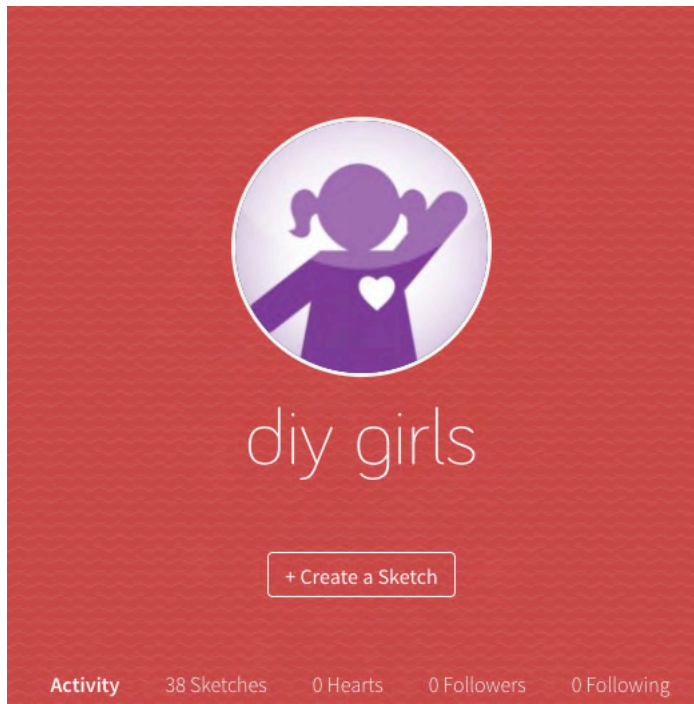 diy girls
+ Create a Sketch
Activity 38 Sketches 0 Hearts 0 Followers 0 Following